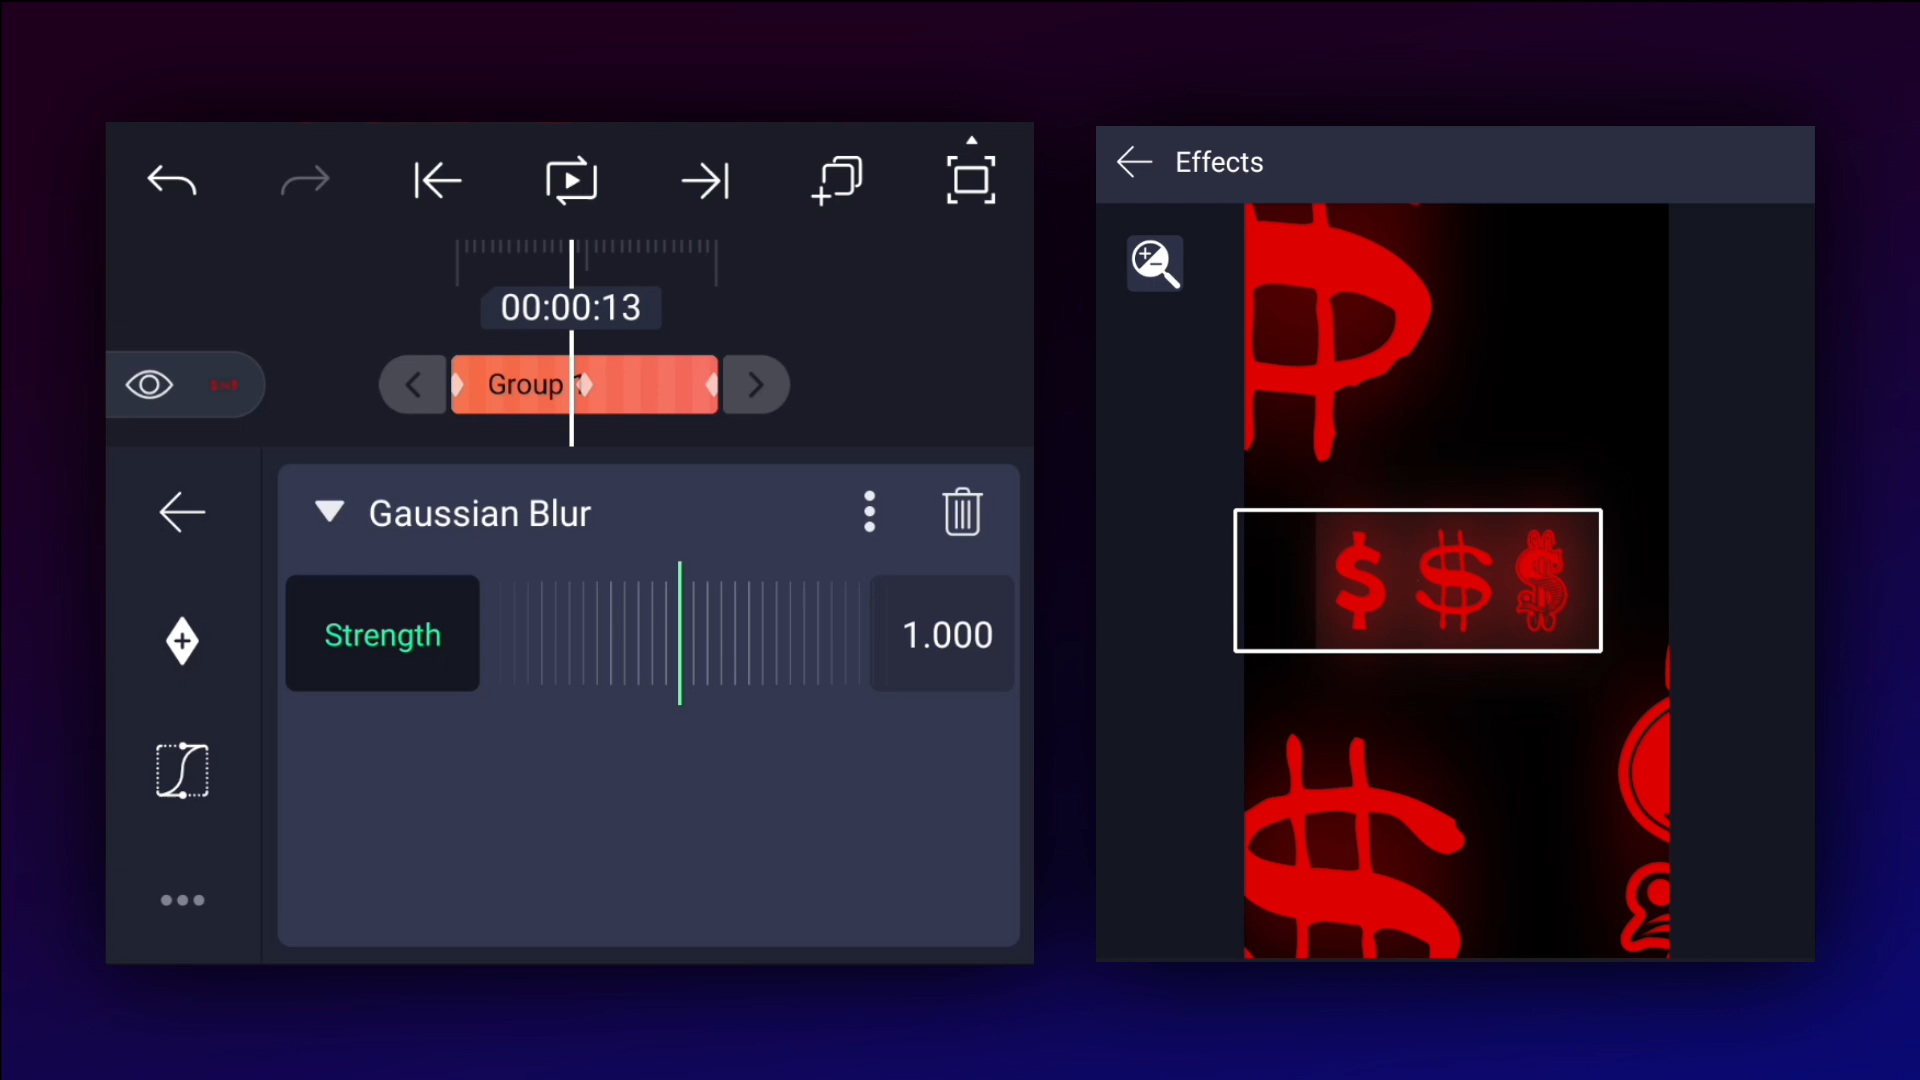 00:00:13
Group
Gaussian Blur
Strength
1.000
Effects
$ $ $